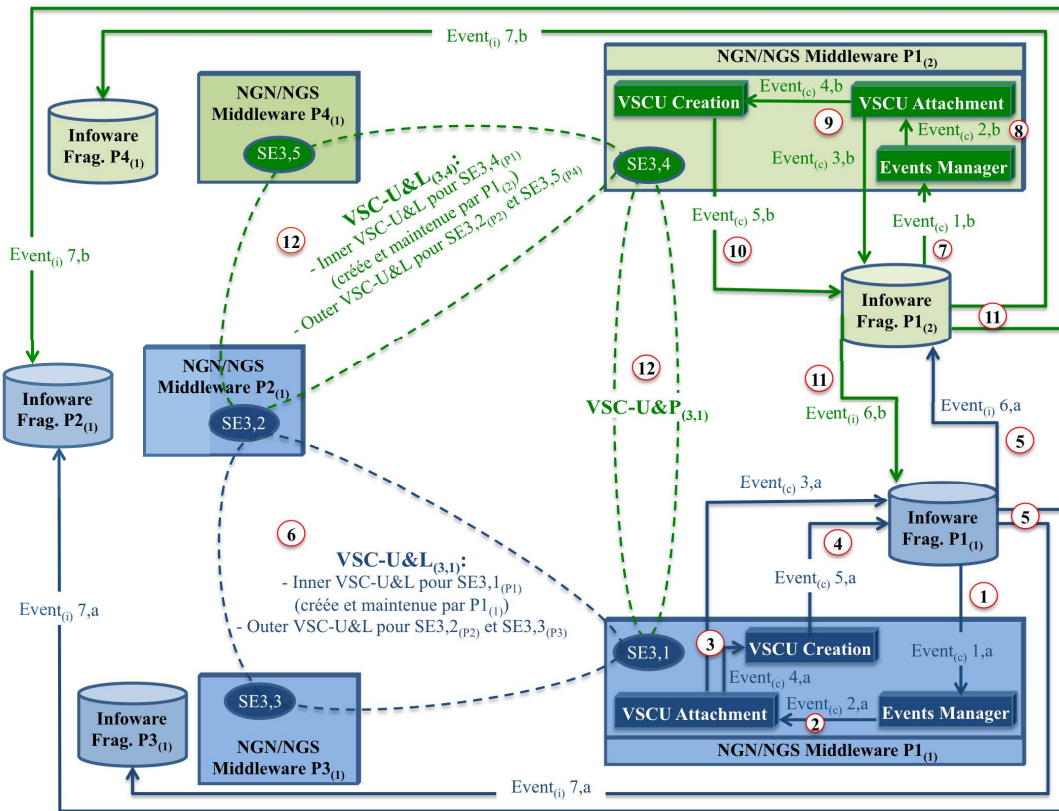 Event(i) 7,b
Event(i) 7,b
NGN/NGS Middleware P1(2)
Infoware
Frag. P4(1)
NGN/NGS
Middleware P4(1)
SE3,5
VSCU Creation
Event(c) 4,b
9
VSCU Attachment
Event(c) 2,b
8
Event(c) 3,b
Events Manager
SE3,4
VSC-U&L(3,4):
- Inner VSC-U&L pour SE3,4(P1)
(créée et maintenue par P1(2)
- Outer VSC-U&L pour SE3,2(P2) et SE3,5(P4)
12
Event(c) 5,b
10
Event(c) 1,b
7
Infoware
Frag. P1(2)
11
11
Event(i) 6,b
12
VSC-U&P(3,1)
Infoware
Frag. P2(1)
NGN/NGS
Middleware P2(1)
SE3,2
Event(i) 6,a
5
Event(c) 3,a
Infoware
Frag. P1(1)
5
4
6
VSC-U&L(3,1):
- Inner VSC-U&L pour SE3,1(P1)
(créée et maintenue par P1(1)
- Outer VSC-U&L pour SE3,2(P2) et SE3,3(P3)
Event(c) 5,a
1
Event(i) 7,a
SE3,1
3
VSCU Creation
Event(c) 1,a
Event(c) 4,a
VSCU Attachment
Event(c) 2,a
2
Events Manager
NGN/NGS Middleware P1(1)
SE3,3
NGN/NGS
Middleware P3(1)
Infoware
Frag. P3(1)
Event(i) 7,a